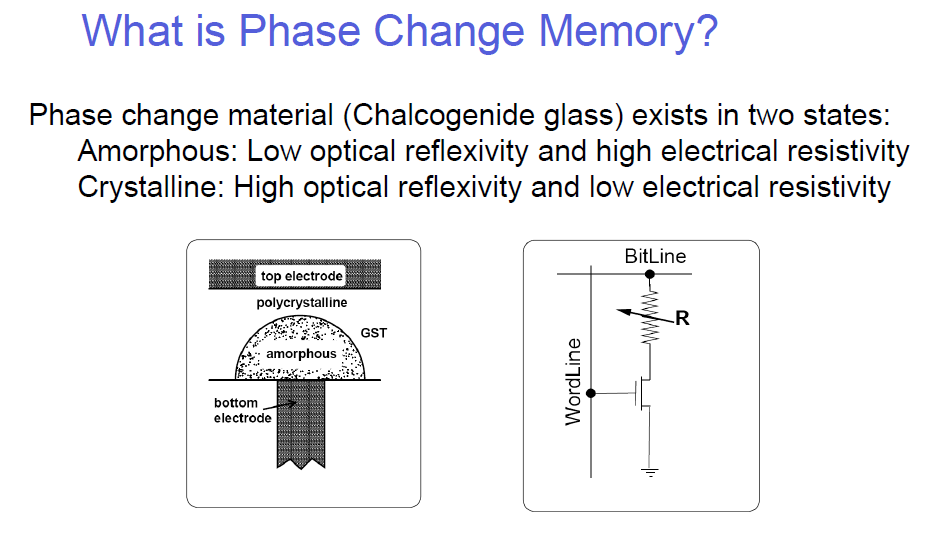 What is Phase Change Memory?
Phase change material (Chalcogenide glass) exists in two states:
Amorphous: Low optical reflexivity and high electrical resistivity
Crystalline: High optical reflexivity and low electrical resistivity
top electrode
polycrystalline
GST
amorphous
bottom
electrode
BitLine
R
WordLine